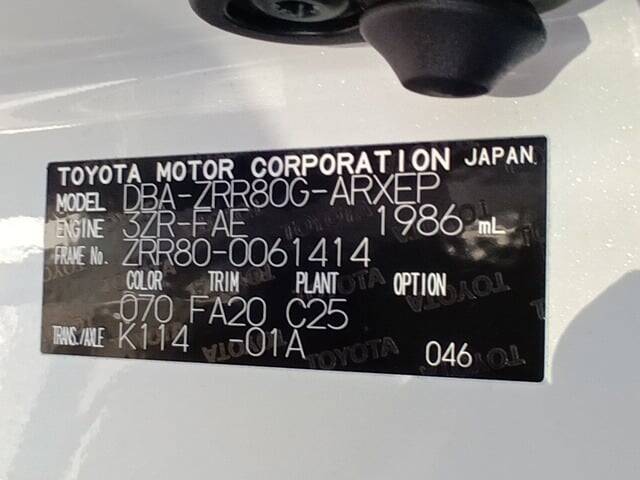 TOYOTA MOTOR CORPORATION JAPAN
MODEL DBA-ZRR80G-ARXEP
ENGINE 3ZR-FAE 1986 mL
FRAME No. ZRR80-0061414
COLOR TRIM PLANT OPTION
070 FA20 C25
TRANS./AXLE K114 -01A 046